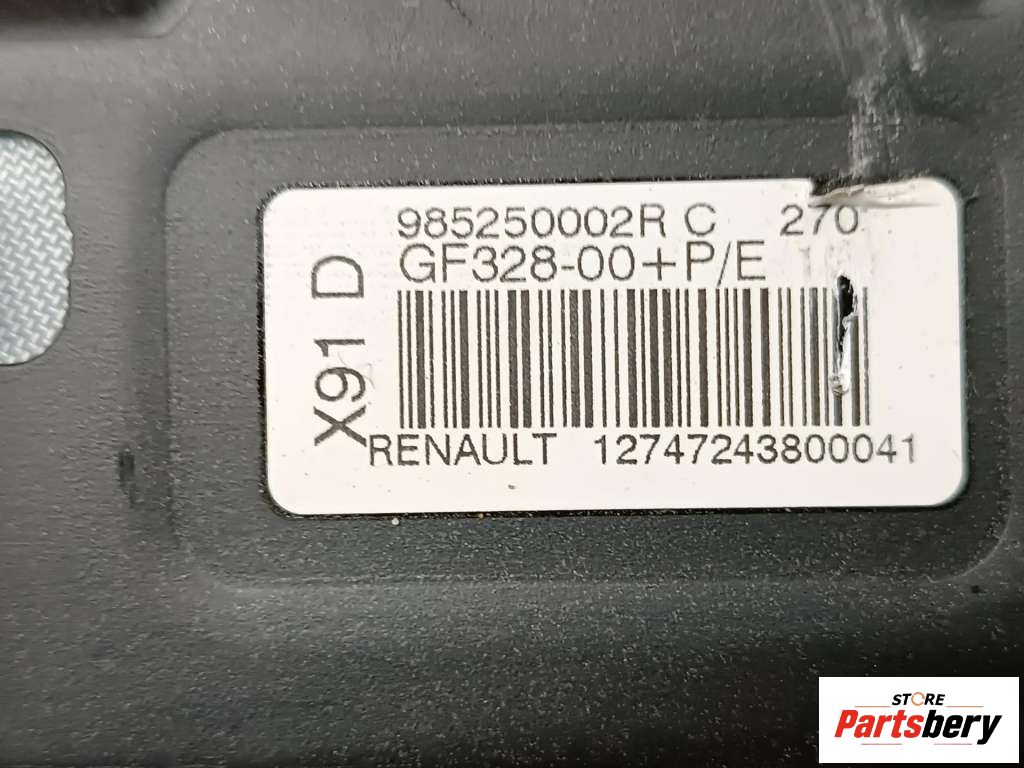 985250002R C 270
GF328-00+P/E
X91 D
RENAULT 12747243800041
STORE
Partsbery